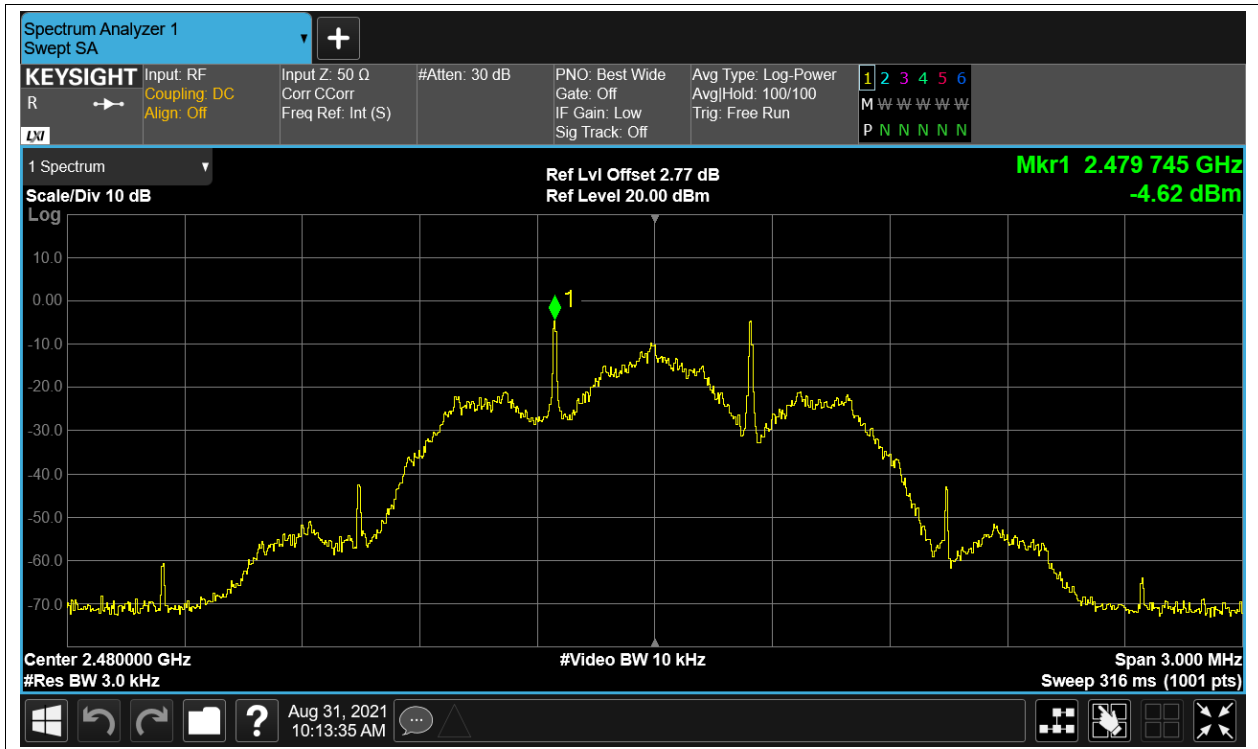 Spectrum Analyzer 1
Swept SA
+
KEYSIGHT
R
LXI
Input: RF
Coupling: DC
Align: Off
Input Z: 50 Ω
Corr CCorr
Freq Ref: Int (S)
#Atten: 30 dB
PNO: Best Wide
Gate: Off
IF Gain: Low
Sig Track: Off
Avg Type: Log-Power
Avg|Hold: 100/100
Trig: Free Run
1 2 3 4 5 6
M W W W W W
P N N N N N
1 Spectrum
Scale/Div 10 dB
Ref Lvl Offset 2.77 dB
Ref Level 20.00 dBm
Mkr1 2.479 745 GHz
-4.62 dBm
Log
10.0
0.00
-10.0
-20.0
-30.0
-40.0
-50.0
-60.0
-70.0
1
Center 2.480000 GHz
#Res BW 3.0 kHz
#Video BW 10 kHz
Span 3.000 MHz
Sweep 316 ms (1001 pts)
?
Aug 31, 2021
10:13:35 AM